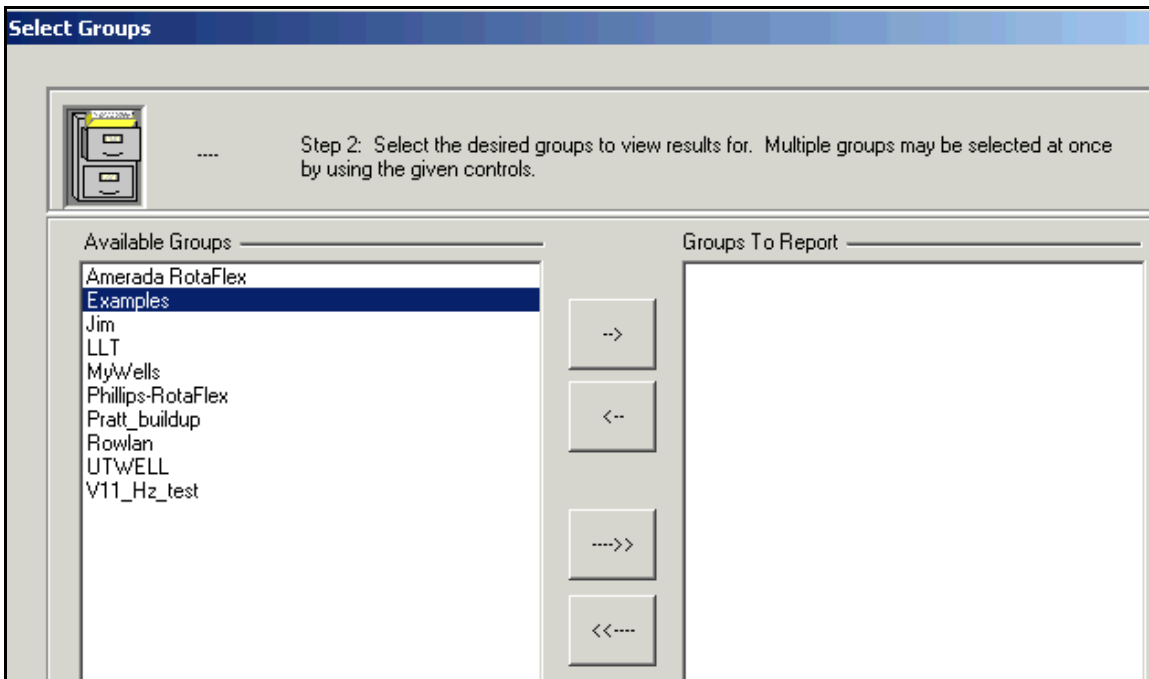 Select Groups
----
Step 2: Select the desired groups to view results for. Multiple groups may be selected at once
by using the given controls.
Available Groups
Amerada RotaFlex
Examples
Jim
LLT
MyWells
Phillips-RotaFlex
Pratt_buildup
Rowlan
UTWELL
V11_Hz_test
-->
<--
---->>
<<----
Groups To Report